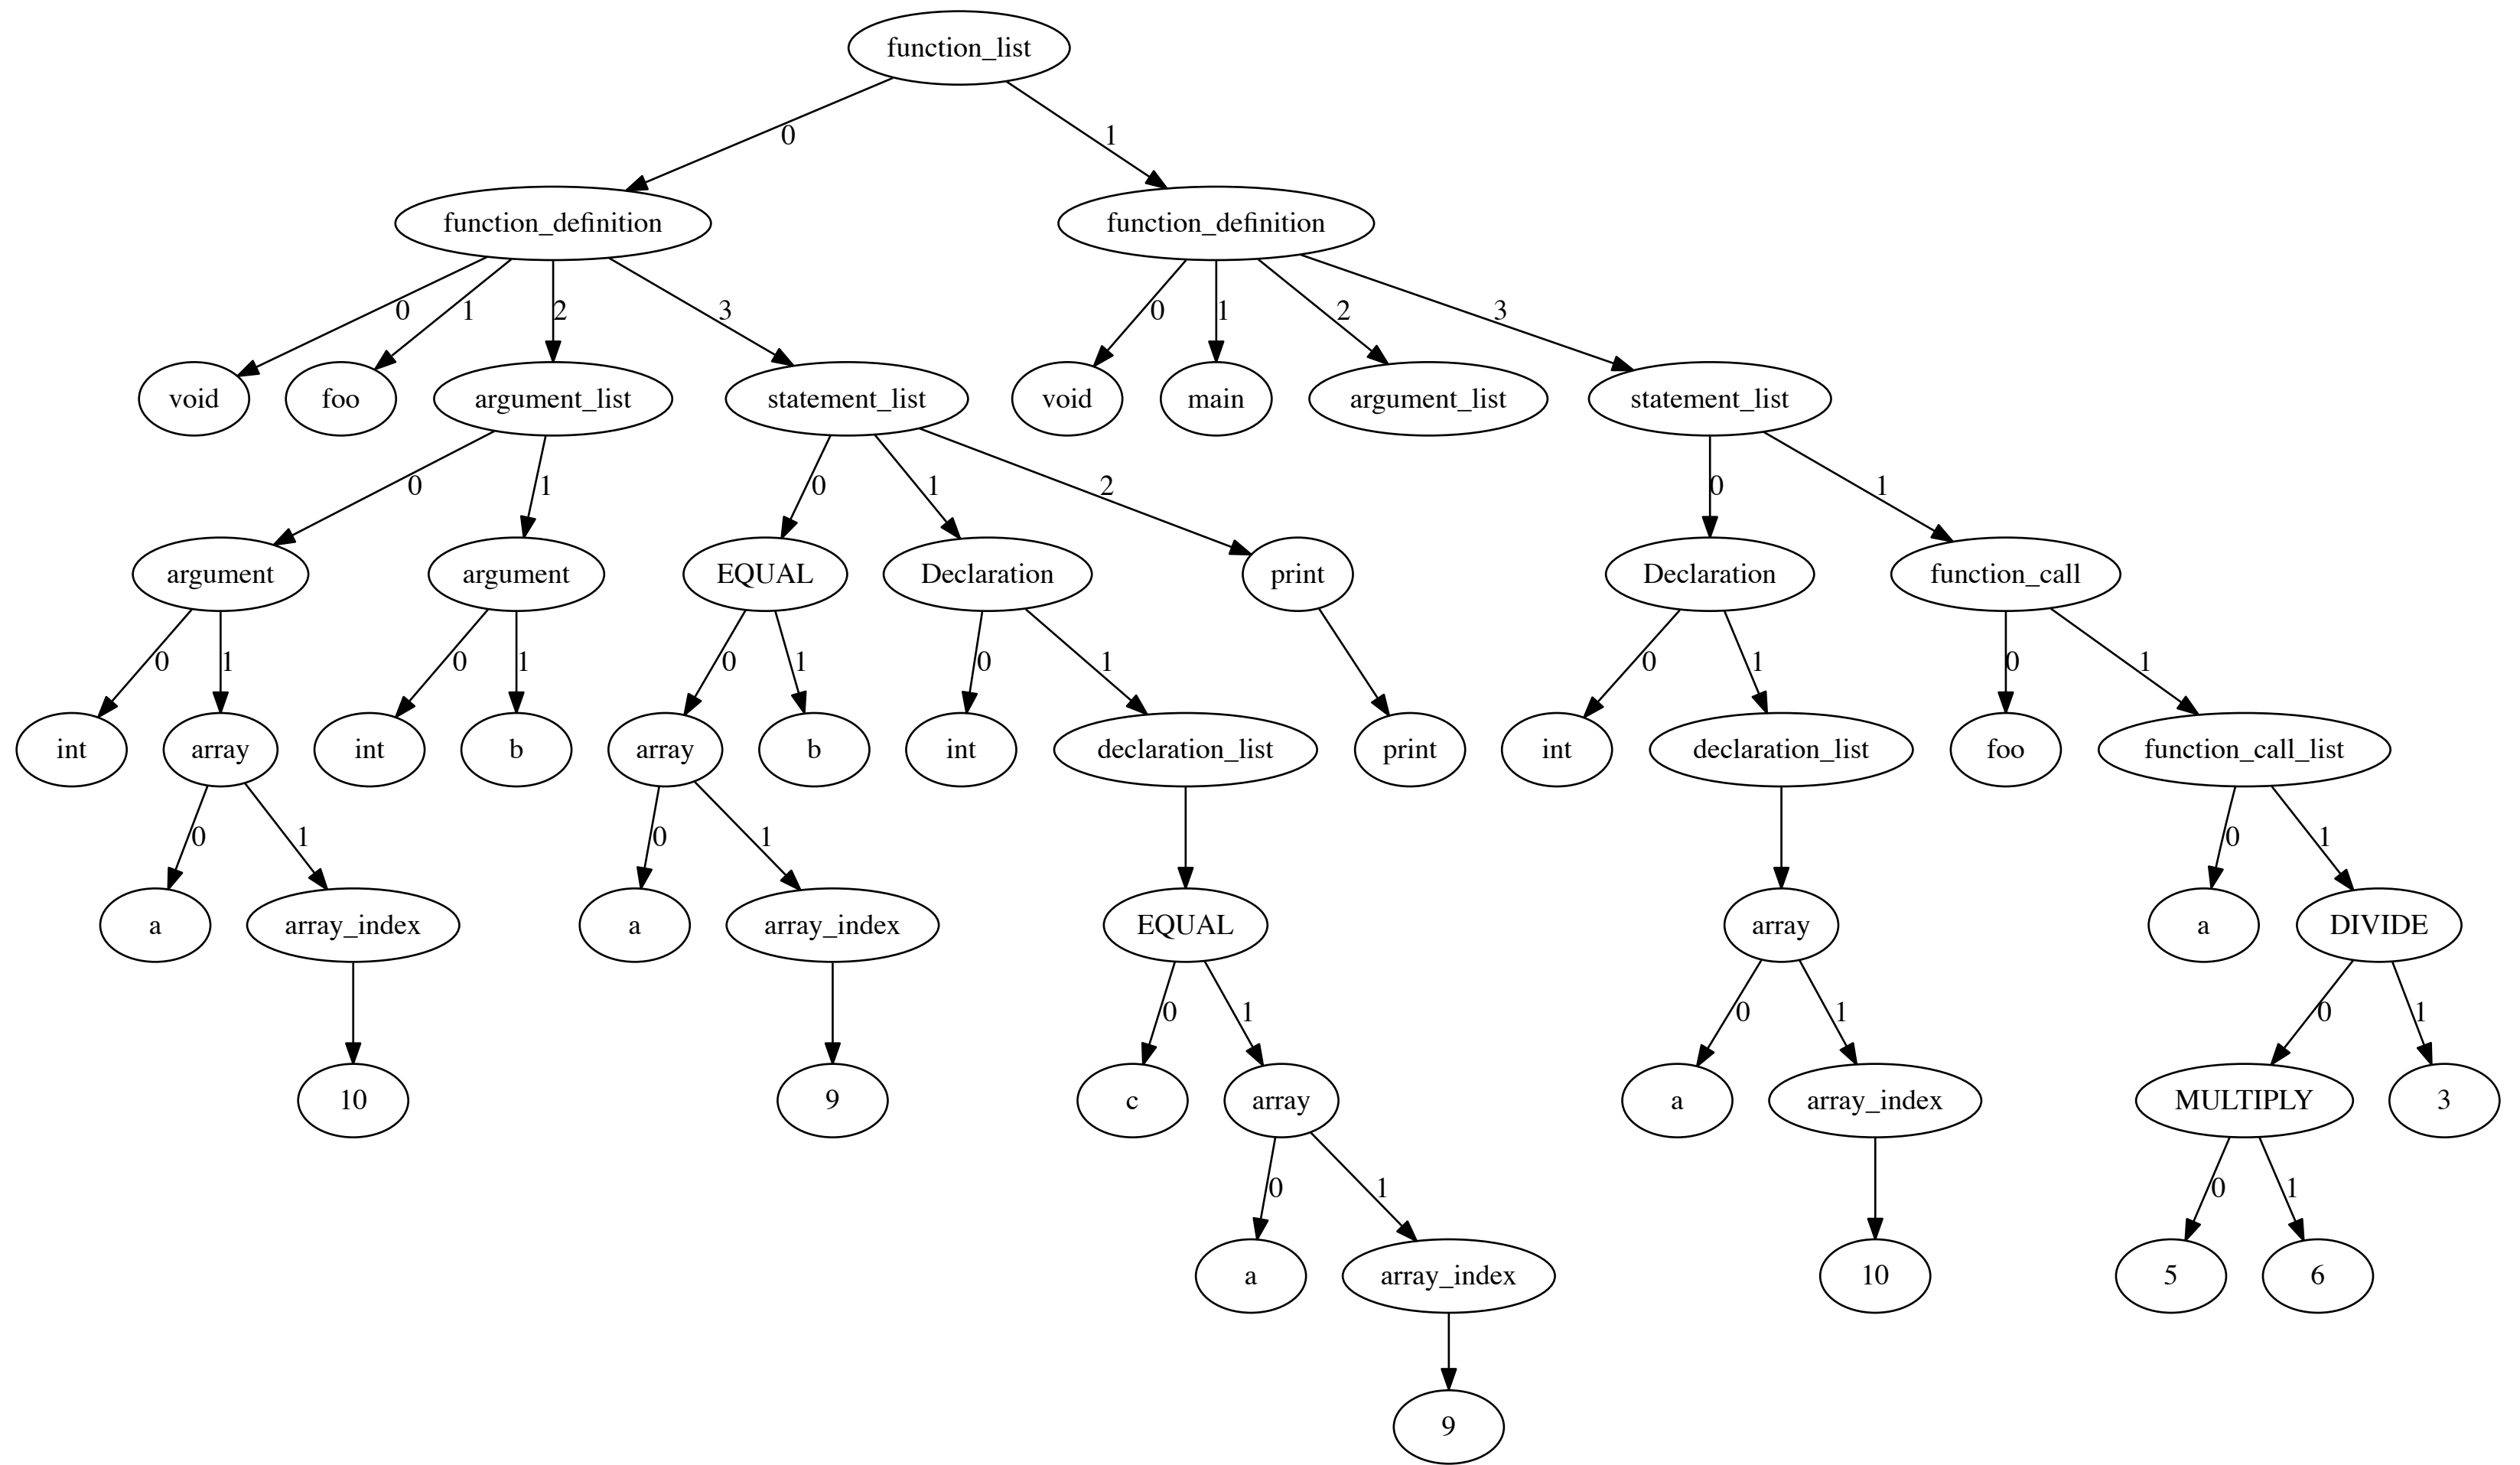 function_list
0 1
function_definition function_definition
0 1 2 3 0 1 2 3
void foo argument_list statement_list void main argument_list statement_list
0 1 0 1 2 0 1
argument argument EQUAL Declaration print Declaration function_call
0 1 0 1 0 1 0 1 0 1 0 1
int array int b array b int declaration_list print int declaration_list foo function_call_list
0 1 0 1 0 1
a array_index a array_index EQUAL array a DIVIDE
0 1 0 1 0 1
10 9 c array a array_index MULTIPLY 3
0 1 0 1
a array_index 10 5 6
9